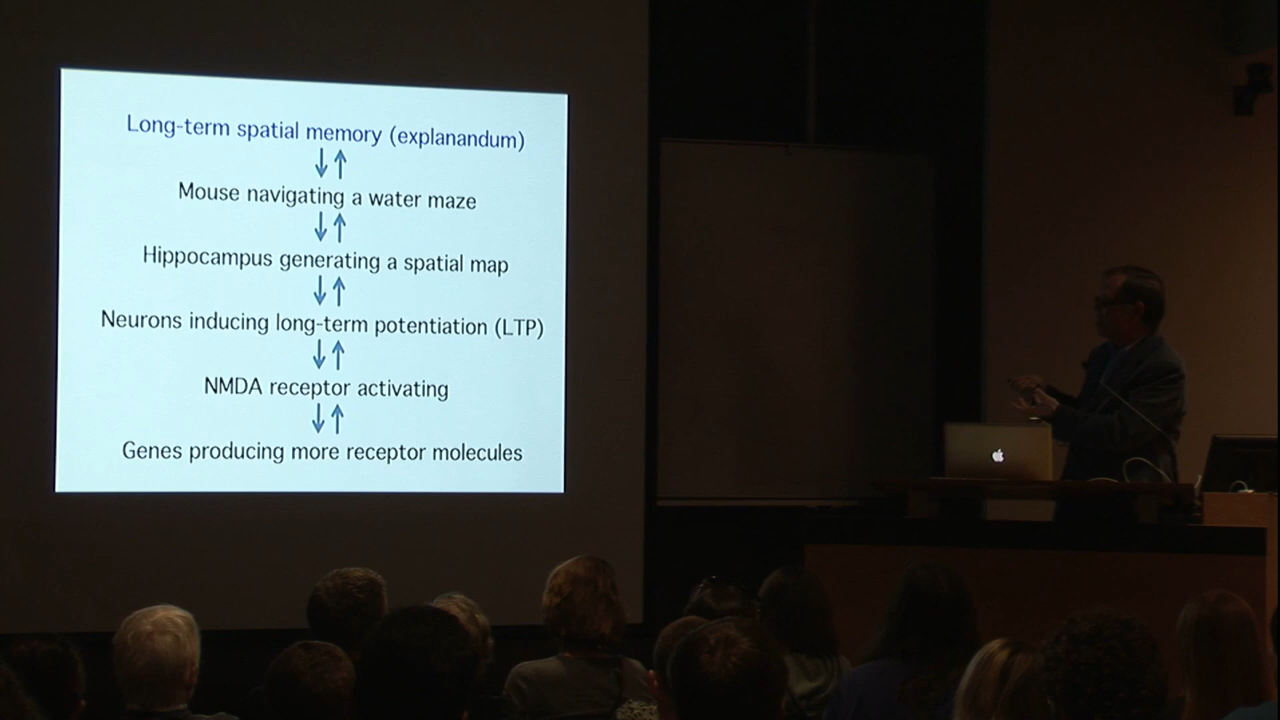 Long-term spatial memory (explanandum)
Mouse navigating a water maze
Hippocampus generating a spatial map
Neurons inducing long-term potentiation (LTP)
NMDA receptor activating
Genes producing more receptor molecules